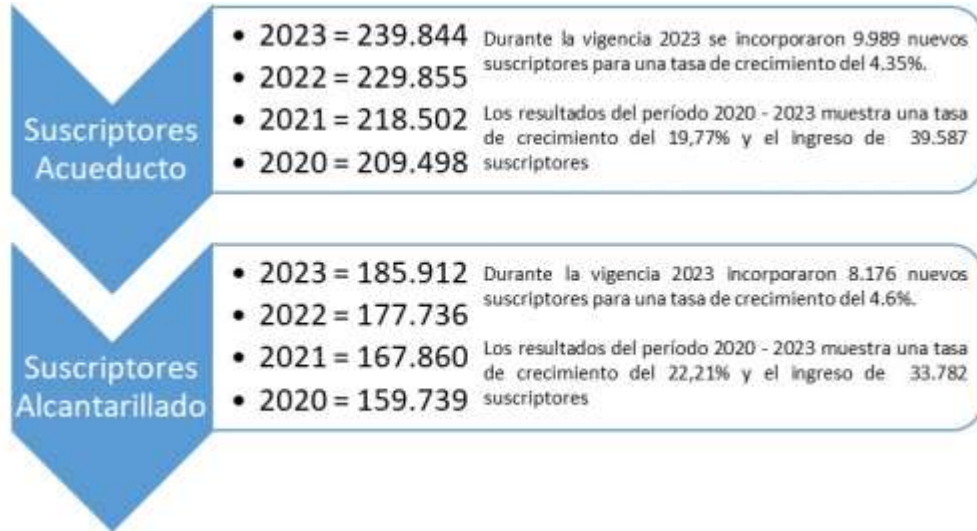 Suscriptores
Acueducto
• 2023 = 239.844
• 2022 = 229.855
• 2021 = 218.502
• 2020 = 209.498
Durante la vigencia 2023 se incorporaron 9.989 nuevos
suscriptores para una tasa de crecimiento del 4.35%.
Los resultados del período 2020 - 2023 muestra una tasa
de crecimiento del 19,77% y el ingreso de 39.587
suscriptores
Suscriptores
Alcantarillado
• 2023 = 185.912
• 2022 = 177.736
• 2021 = 167.860
• 2020 = 159.739
Durante la vigencia 2023 incorporaron 8.176 nuevos
suscriptores para una tasa de crecimiento del 4.6%.
Los resultados del período 2020 - 2023 muestra una tasa
de crecimiento del 22,21% y el ingreso de 33.782
suscriptores